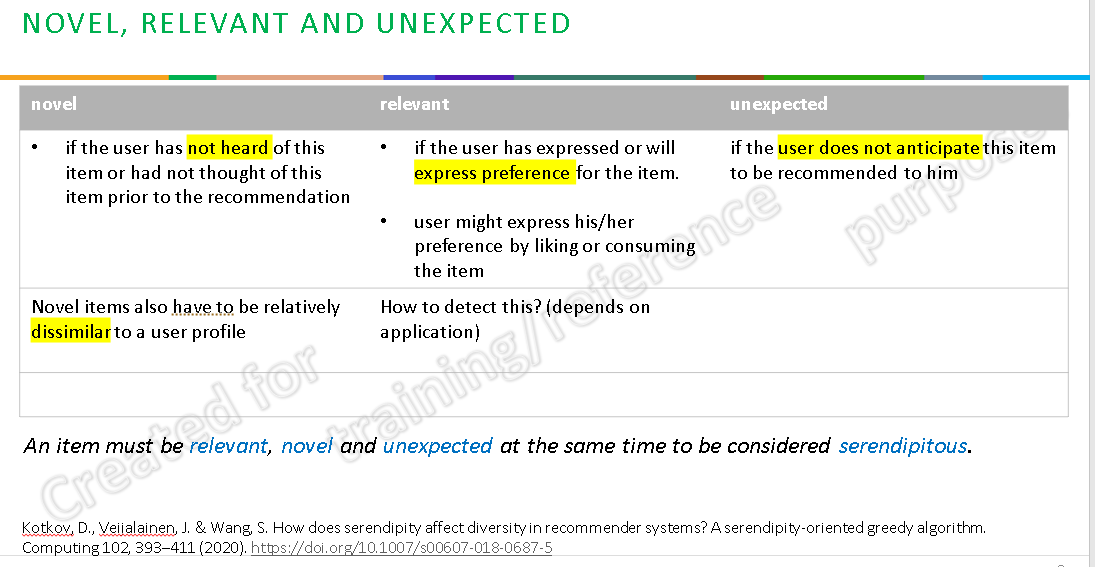 NOVEL, RELEVANT AND UNEXPECTED
novel
relevant
unexpected
• if the user has not heard of this
item or had not thought of this
item prior to the recommendation
• if the user has expressed or will
express preference for the item.
• user might express his/her
preference by liking or consuming
the item
if the user does not anticipate this item
to be recommended to him
Novel items also have to be relatively
dissimilar to a user profile
How to detect this? (depends on
application)
An item must be relevant, novel and unexpected at the same time to be considered serendipitous.
Kotkov, D., Veijalainen, J. & Wang, S. How does serendipity affect diversity in recommender systems? A serendipity-oriented greedy algorithm.
Computing 102, 393–411 (2020). https://doi.org/10.1007/s00607-018-0687-5
Created for training/reference purpose